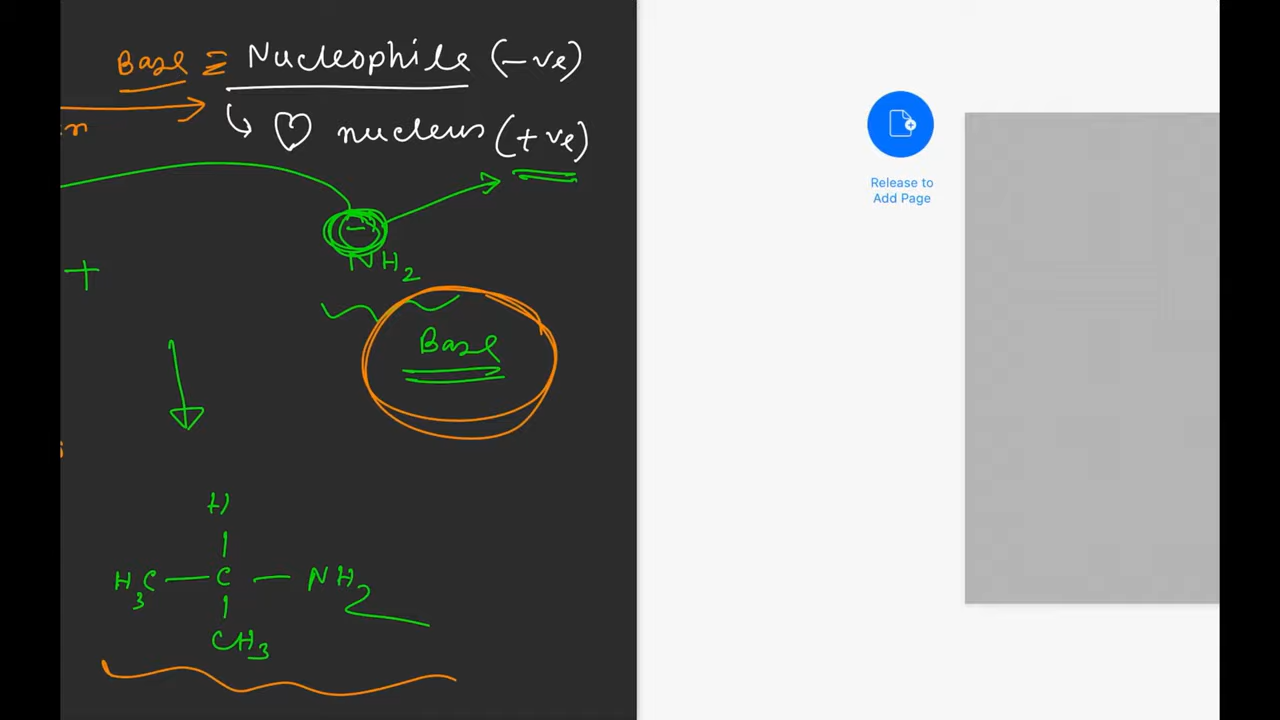 Base ≡ Nucleophile (-ve)
↳ ♡ nucleus (+ve)
-
NH2
+
Base
H
H3C — C — NH2
CH3
Release to
Add Page